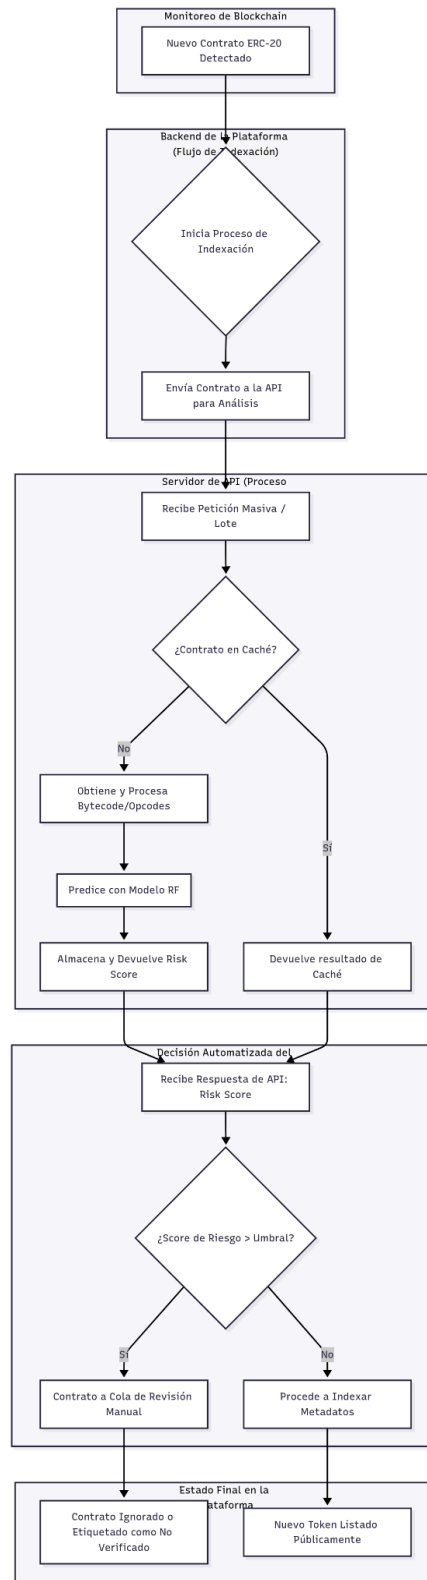 Monitoreo de Blockchain
Nuevo Contrato ERC-20
Detectado
Backend de la Plataforma
(Flujo de Indexación)
Inicia Proceso de
Indexación
Envía Contrato a la API
para Análisis
Servidor de API (Proceso
Recibe Petición Masiva /
Lote
¿Contrato en Caché?
No
Obtiene y Procesa
Bytecode/Opcodes
Sí
Predice con Modelo RF
Almacena y Devuelve Risk
Score
Devuelve resultado de
Caché
Decisión Automatizada del
Recibe Respuesta de API:
Risk Score
¿Score de Riesgo > Umbral?
Sí
No
Contrato a Cola de Revisión
Manual
Procede a Indexar
Metadatos
Estado Final en la
Plataforma
Contrato Ignorado o
Etiquetado como No
Verificado
Nuevo Token Listado
Públicamente